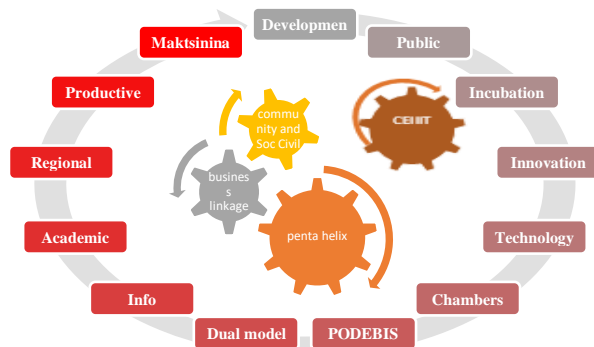 Developmen
Public
Incubation
Innovation
Technology
Chambers
PODEBIS
Dual model
Info
Academic
Regional
Productive
Maktsinina
commu
nity and
Soc Civil
busines
s
linkage
penta helix